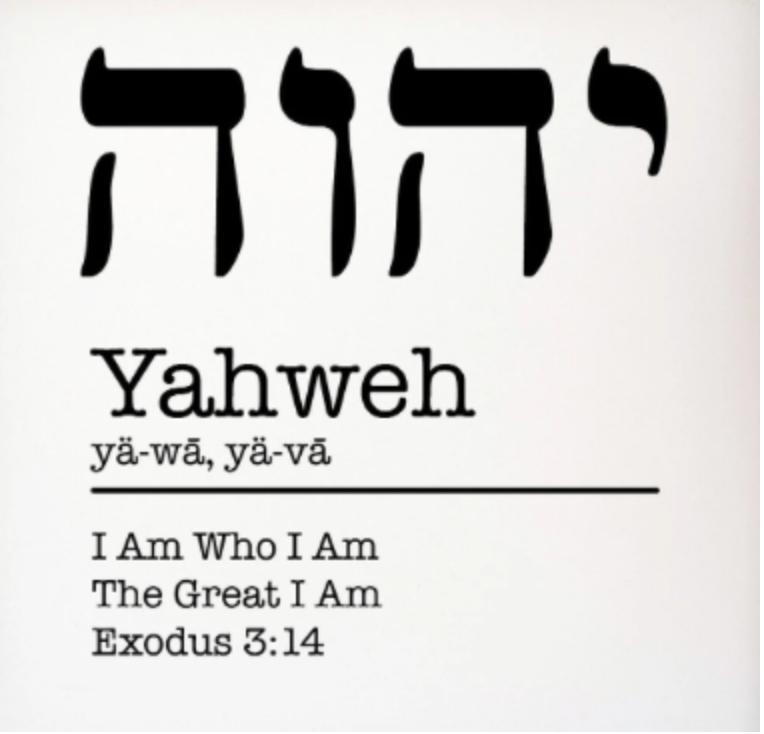 יהוה
Yahweh
yä-wā, yä-vā
I Am Who I Am
The Great I Am
Exodus 3:14